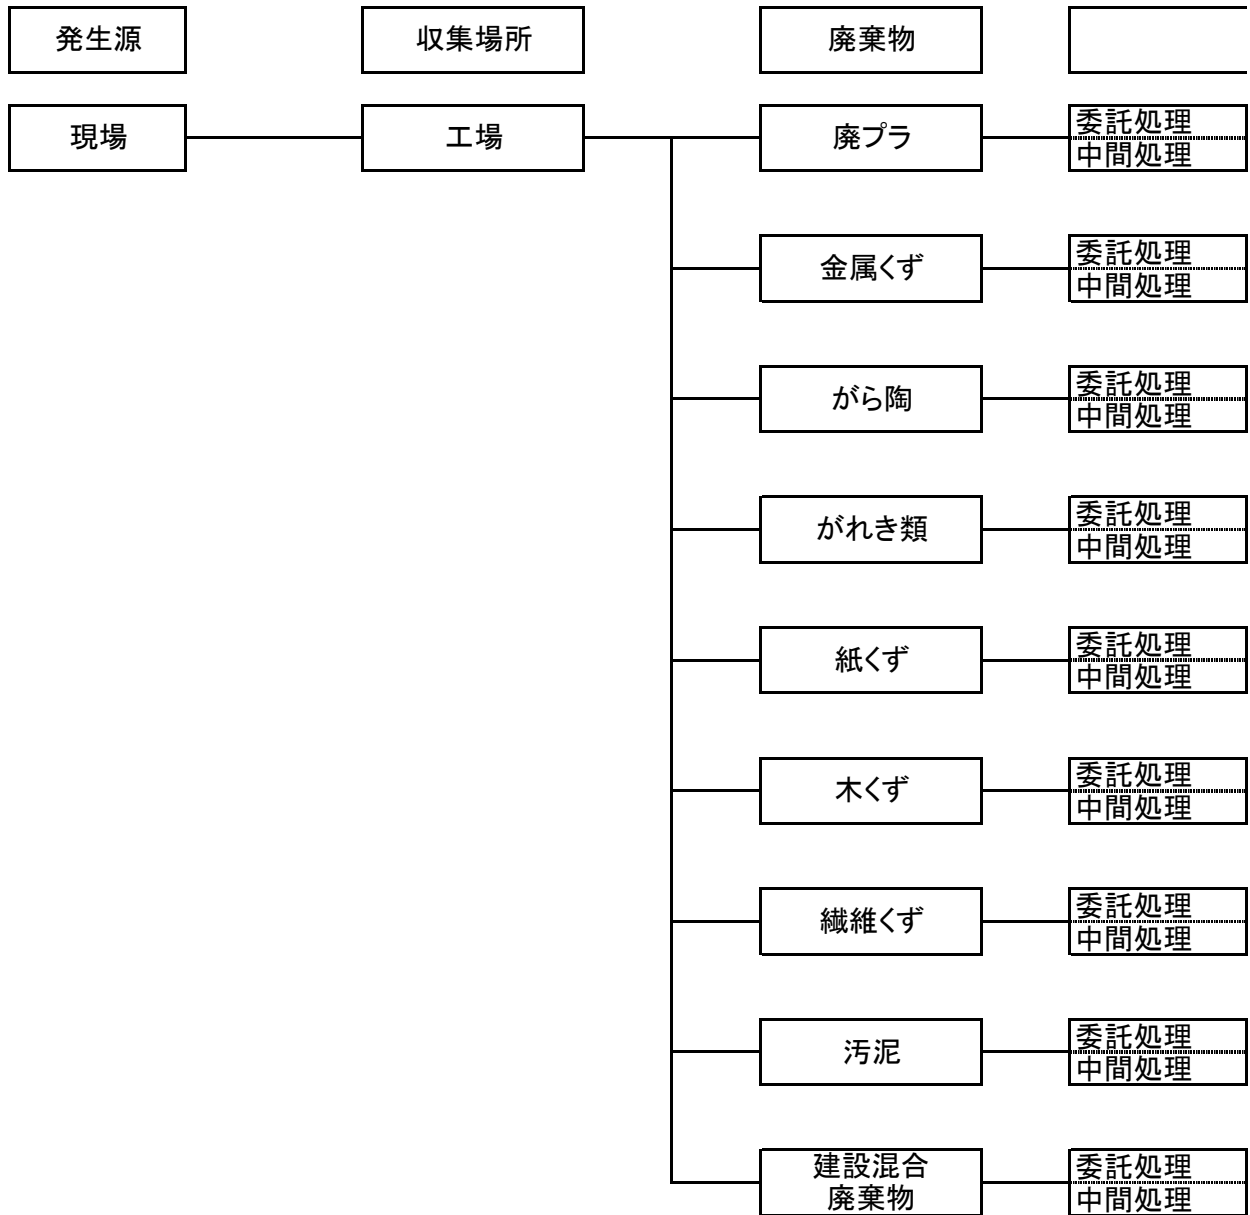 発生源
収集場所
廃棄物
現場
工場
廃プラ
委託処理
中間処理
金属くず
委託処理
中間処理
がら陶
委託処理
中間処理
がれき類
委託処理
中間処理
紙くず
委託処理
中間処理
木くず
委託処理
中間処理
繊維くず
委託処理
中間処理
汚泥
委託処理
中間処理
建設混合
廃棄物
委託処理
中間処理